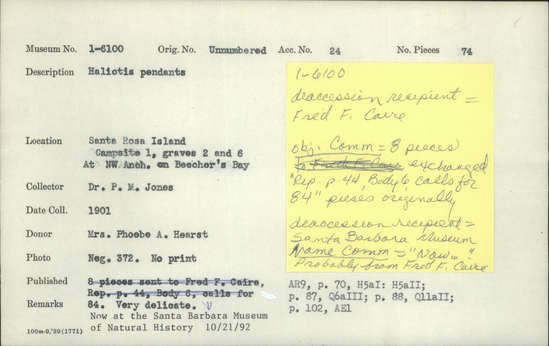 Museum No. 1-6100 Orig. No. Unnumbered Acc. No. 24 No. Pieces 74
Description Haliotis pendants
Location Santa Rosa Island
Campsite 1, graves 2 and 6
At NW Anch. on Beecher's Bay
Collector Dr. P. M. Jones
Date Coll. 1901
Donor Mrs. Phoebe A. Hearst
Photo Neg. 372. No print
Published 8 pieces sent to Fred F. Caire,
Rep. p. 44, Body 6, calls for
Remarks 84. Very delicate.
Now at the Santa Barbara Museum
of Natural History 10/21/92
100m-8,'29(1771)
1-6100
deaccession recipient =
Fred F. Caire
obj. Comm = 8 pieces
to Fred F. Caire exchanged
"Rep. p 44, Body 6 calls for
84" pieces originally
deaccession recipient =
Santa Barbara Museum
Name Comm = "Now"
Probably from Fred F. Caire
AR9, p. 70, H5aI: H5aII;
p. 87, Q6aIII; p. 88, Q11aII;
p. 102, AE1